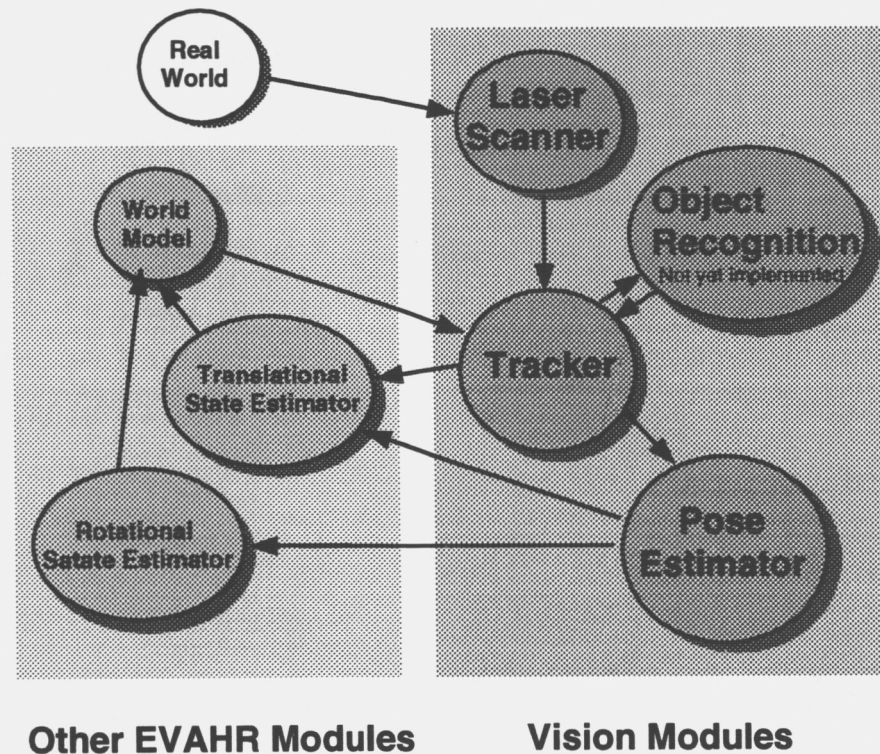 Real
World
Laser
Scanner
World
Model
Object
Recognition
Not yet implemented
Translational
State Estimator
Tracker
Rotational
Satate Estimator
Pose
Estimator
Other EVAHR Modules
Vision Modules